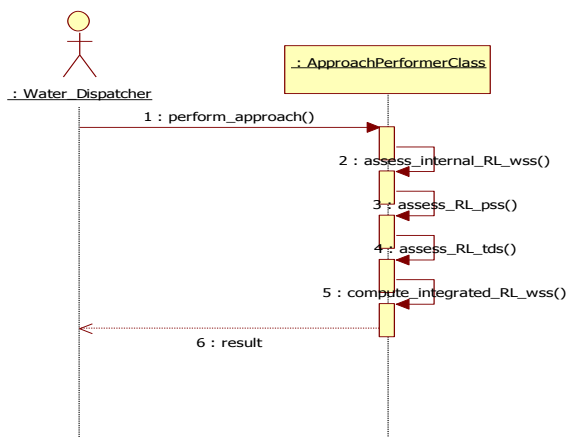 : ApproachPerformerClass
: Water_Dispatcher
1 : perform_approach()
2 : assess_internal_RL_wss()
3 : assess_RL_pss()
4 : assess_RL_tds()
5 : compute_integrated_RL_wss()
6 : result